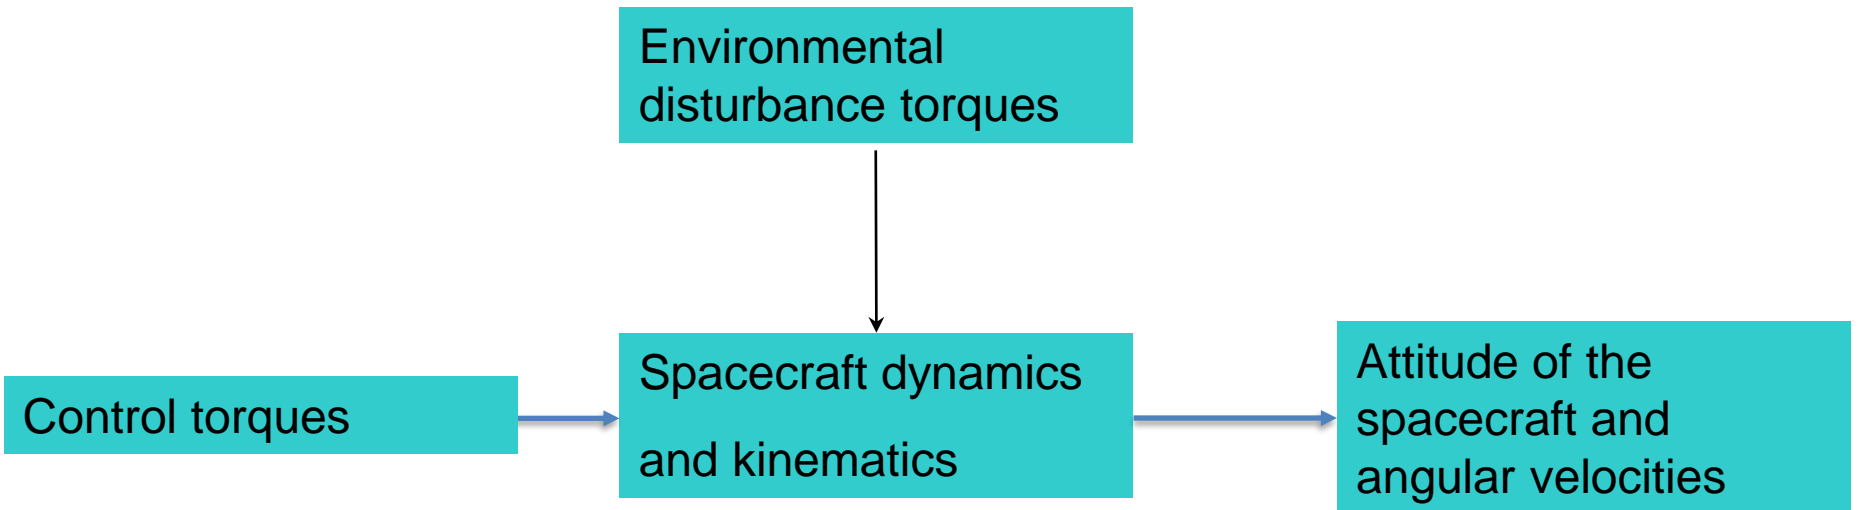 Environmental
disturbance torques
Control torques
Spacecraft dynamics
and kinematics
Attitude of the
spacecraft and
angular velocities